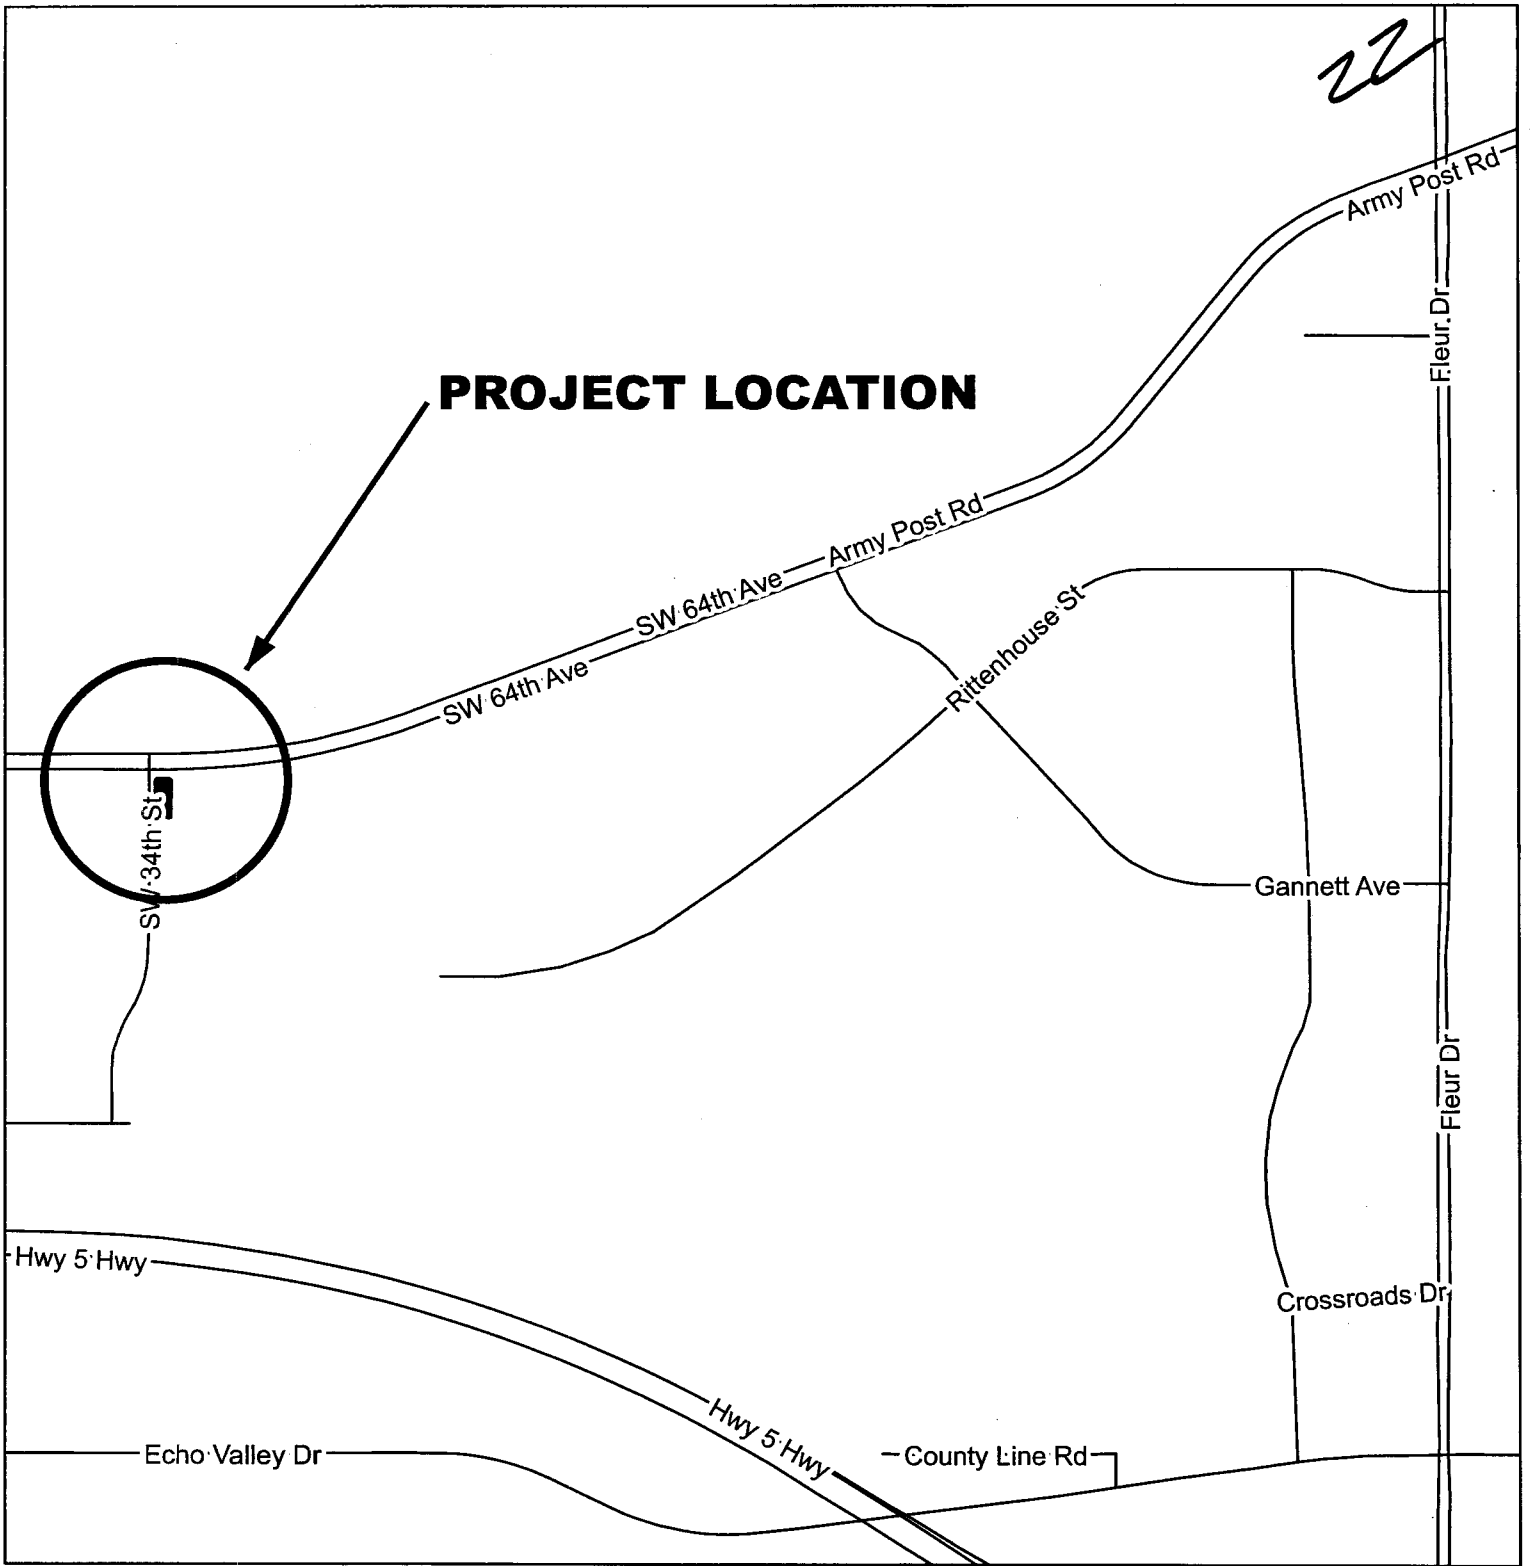 22
Army Post Rd
Fleur Dr
PROJECT LOCATION
Army Post Rd
SW 64th Ave
SW 64th Ave
Rittenhouse St
SW 34th St
Gannett Ave
Fleur Dr
Hwy 5 Hwy
Crossroads Dr
Hwy 5 Hwy
Echo Valley Dr
County Line Rd